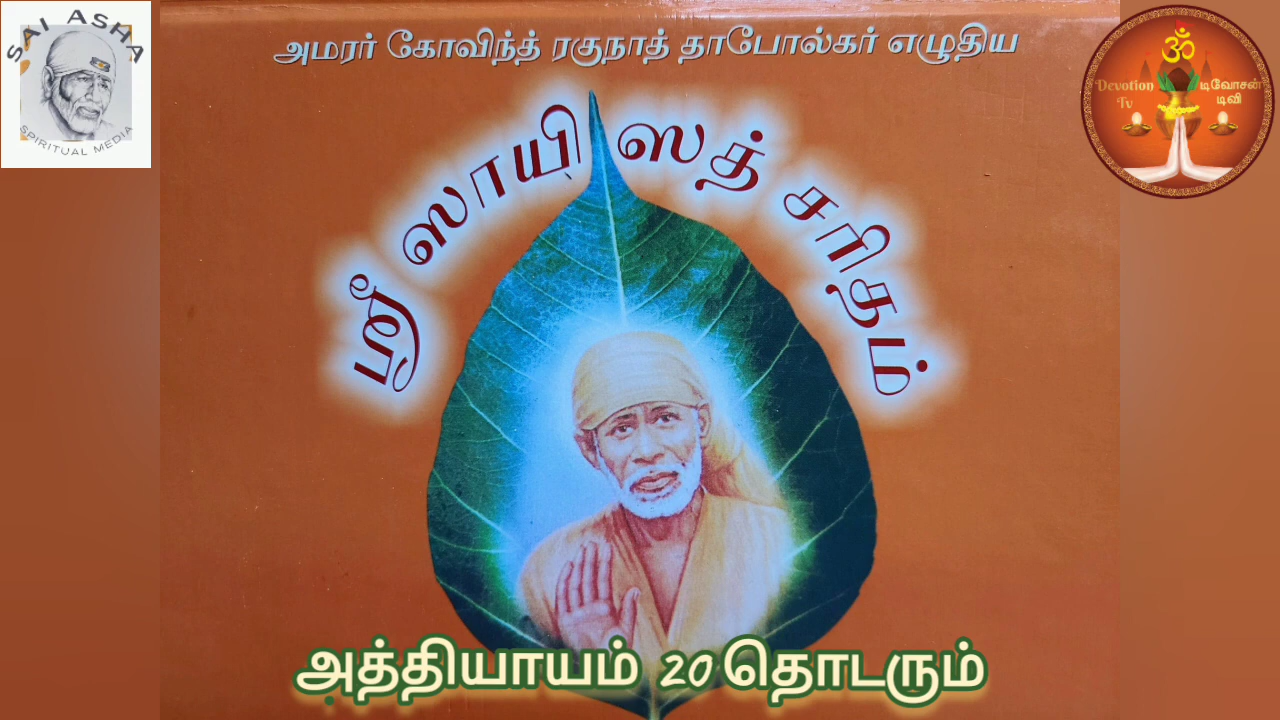 SAI ASHA
SPIRITUAL MEDIA
அமரர் கோவிந்த் ரகுநாத் தாபோல்கர் எழுதிய
ஸ்ரீ ஸாயி ஸத் சரிதம்
ॐ
Devotion Tv
டிவோசன் டிவி
அத்தியாயம் 20 தொடரும்